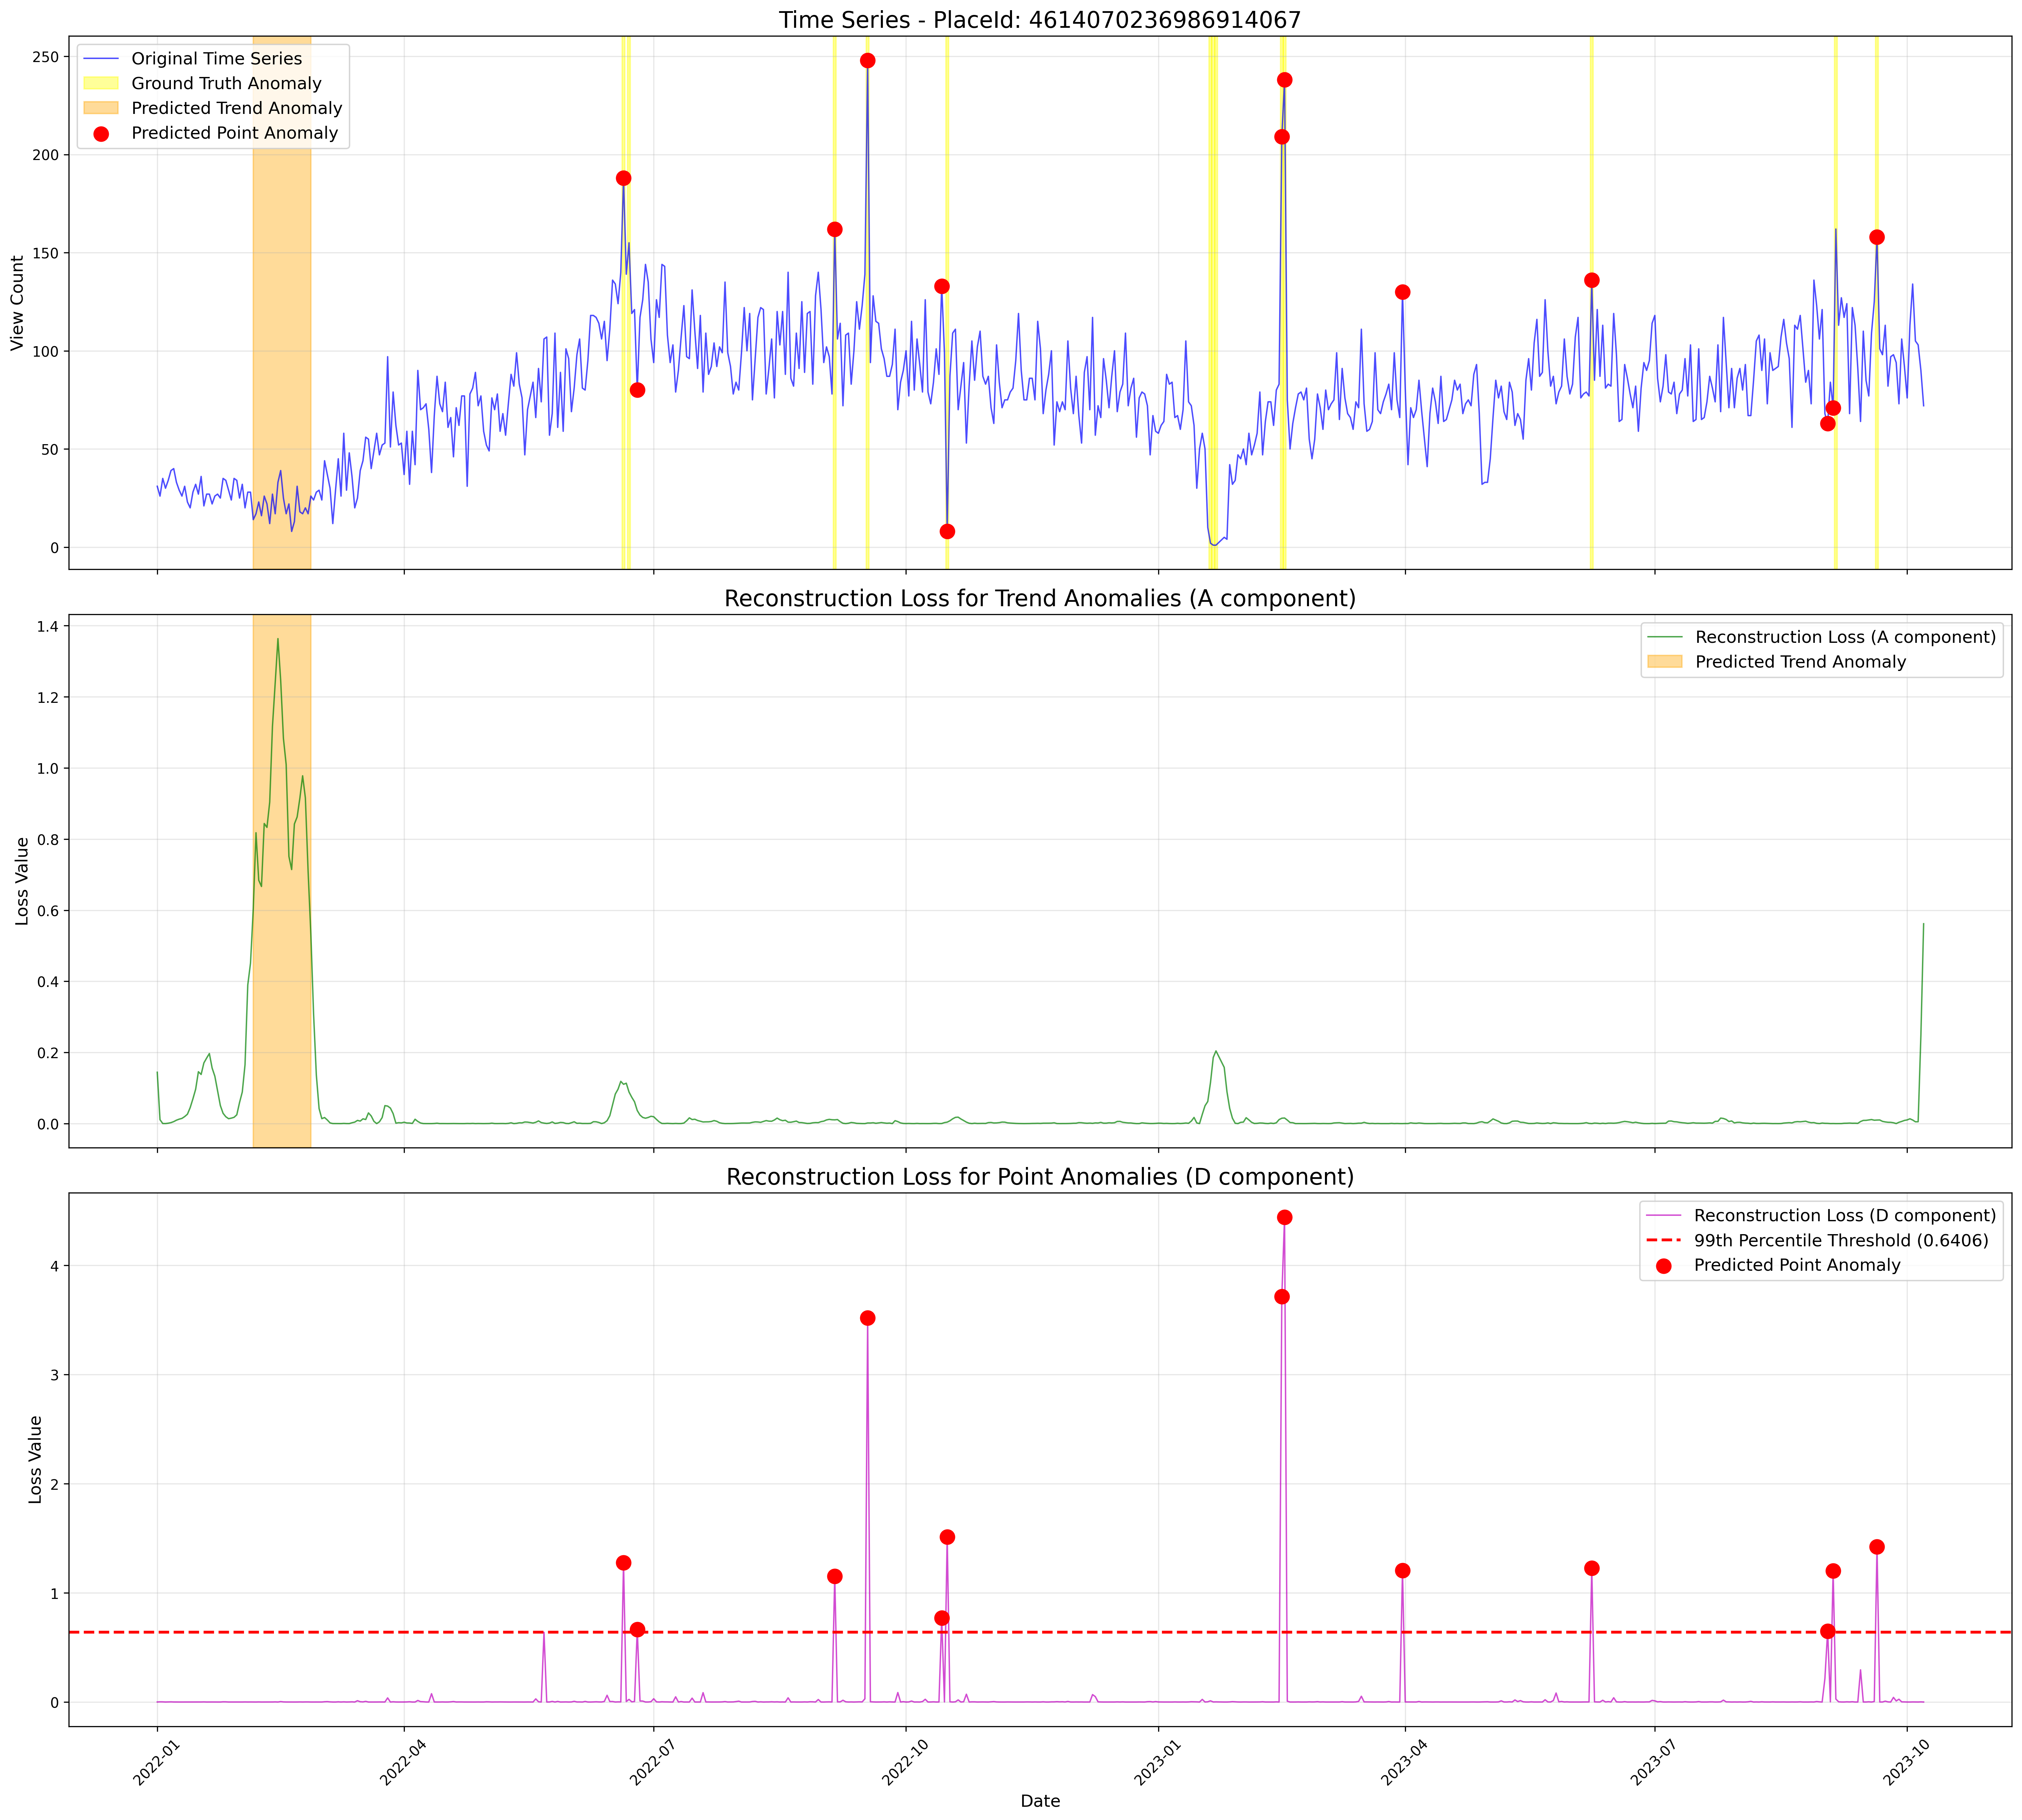 Time Series - PlaceId: 4614070236986914067
Original Time Series
Ground Truth Anomaly
Predicted Trend Anomaly
Predicted Point Anomaly
View Count
250
200
150
100
50
0
Reconstruction Loss for Trend Anomalies (A component)
Reconstruction Loss (A component)
Predicted Trend Anomaly
Loss Value
1.4
1.2
1.0
0.8
0.6
0.4
0.2
0.0
Reconstruction Loss for Point Anomalies (D component)
Reconstruction Loss (D component)
99th Percentile Threshold (0.6406)
Predicted Point Anomaly
Loss Value
4
3
2
1
0
2022-01
2022-04
2022-07
2022-10
2023-01
2023-04
2023-07
2023-10
Date